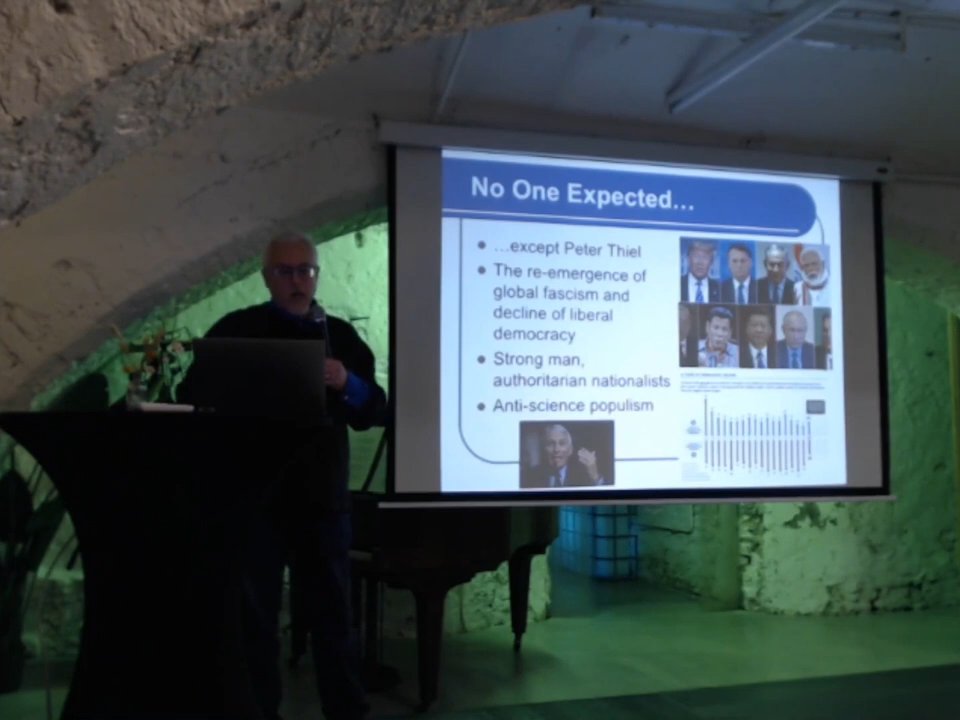 No One Expected...
● ...except Peter Thiel
● The re-emergence of
global fascism and
decline of liberal
democracy
● Strong man,
authoritarian nationalists
● Anti-science populism